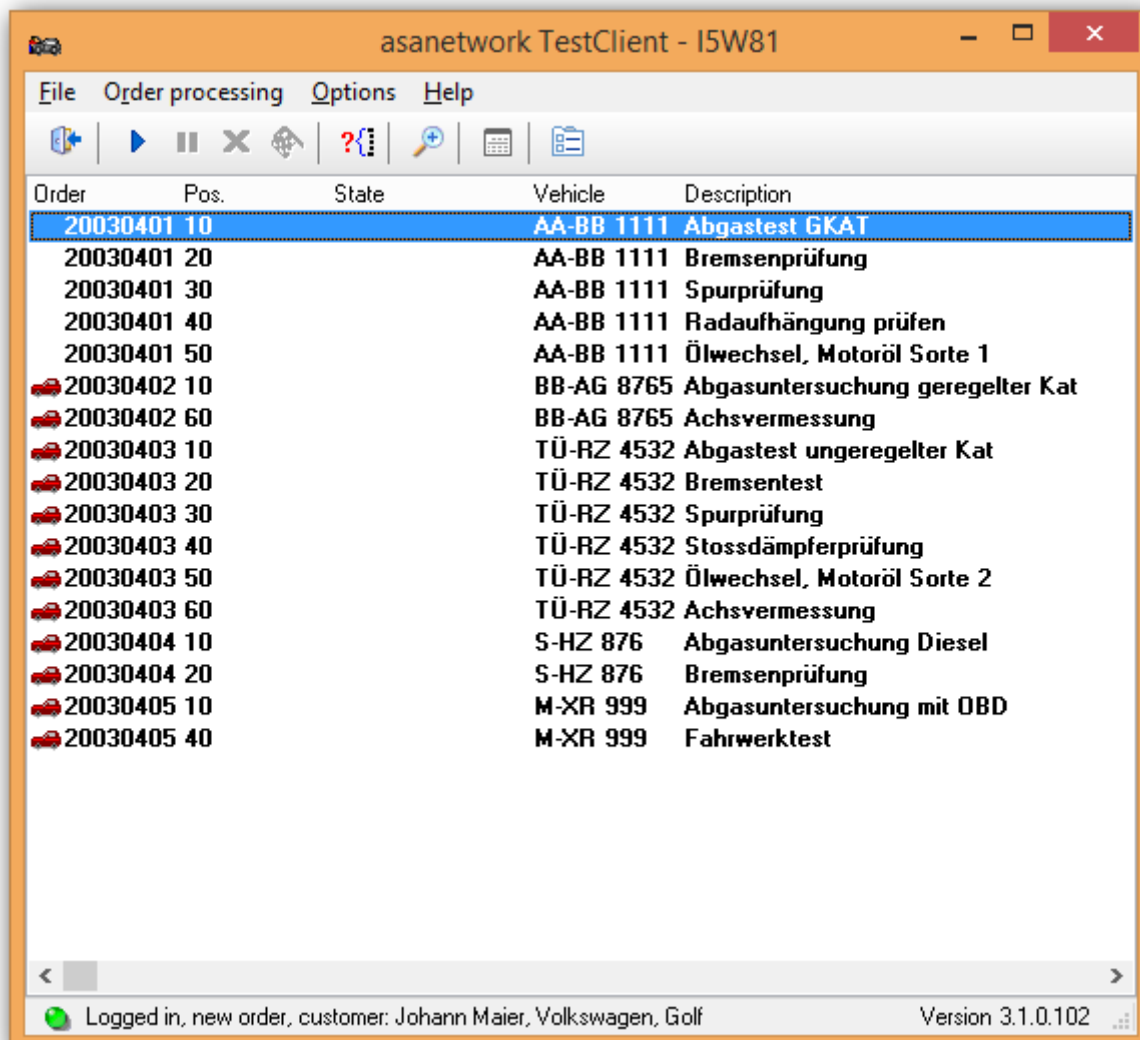 asanetwork TestClient - I5W81
File Order processing Options Help
?{
Order Pos. State Vehicle Description
20030401 10 AA-BB 1111 Abgastest GKAT
20030401 20 AA-BB 1111 Bremsenprüfung
20030401 30 AA-BB 1111 Spurprüfung
20030401 40 AA-BB 1111 Radaufhängung prüfen
20030401 50 AA-BB 1111 Ölwechsel, Motoröl Sorte 1
20030402 10 BB-AG 8765 Abgasuntersuchung geregelter Kat
20030402 60 BB-AG 8765 Achsvermessung
20030403 10 TÜ-RZ 4532 Abgastest ungeregelter Kat
20030403 20 TÜ-RZ 4532 Bremsentest
20030403 30 TÜ-RZ 4532 Spurprüfung
20030403 40 TÜ-RZ 4532 Stossdämpferprüfung
20030403 50 TÜ-RZ 4532 Ölwechsel, Motoröl Sorte 2
20030403 60 TÜ-RZ 4532 Achsvermessung
20030404 10 S-HZ 876 Abgasuntersuchung Diesel
20030404 20 S-HZ 876 Bremsenprüfung
20030405 10 M-XR 999 Abgasuntersuchung mit OBD
20030405 40 M-XR 999 Fahrwerktest
Logged in, new order, customer: Johann Maier, Volkswagen, Golf Version 3.1.0.102